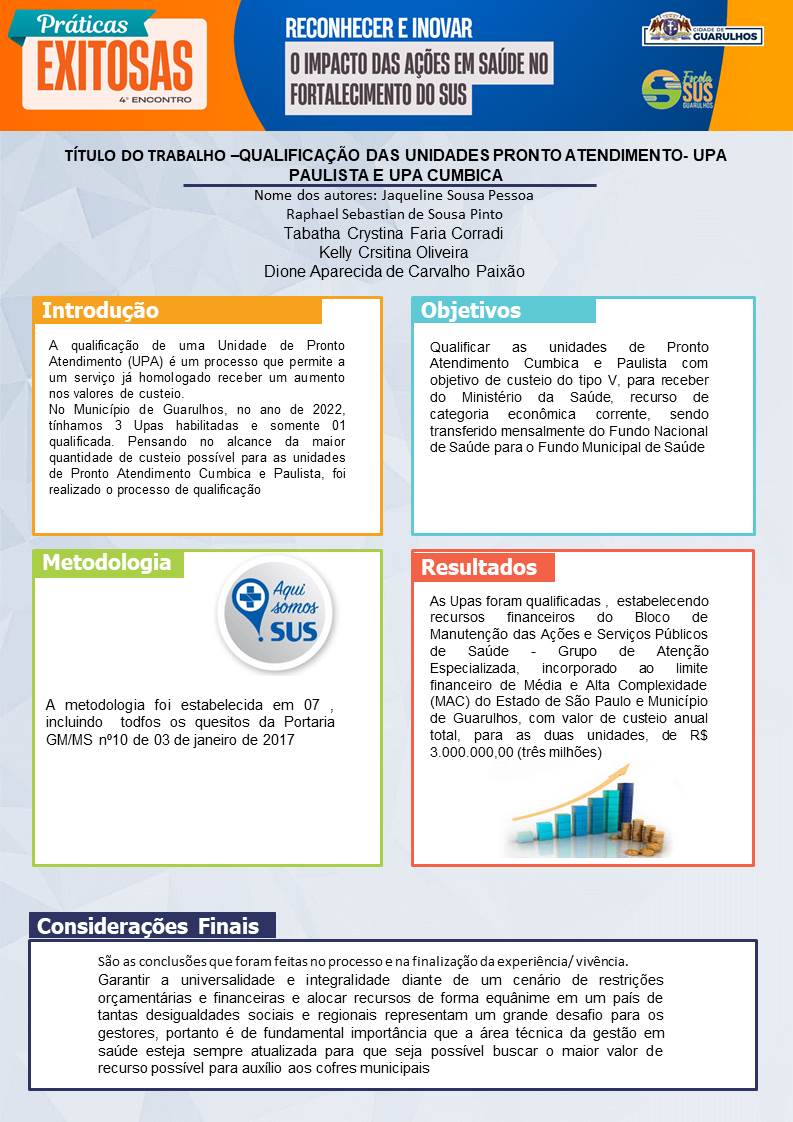 Práticas
EXITOSAS
4º ENCONTRO
RECONHECER E INOVAR
O IMPACTO DAS AÇÕES EM SAÚDE NO
FORTALECIMENTO DO SUS
CIDADE DE
GUARULHOS
Escola
SUS
GUARULHOS
TÍTULO DO TRABALHO –QUALIFICAÇÃO DAS UNIDADES PRONTO ATENDIMENTO- UPA
PAULISTA E UPA CUMBICA
Nome dos autores: Jaqueline Sousa Pessoa
Raphael Sebastian de Sousa Pinto
Tabatha Crystina Faria Corradi
Kelly Crsitina Oliveira
Dione Aparecida de Carvalho Paixão
Introdução
A qualificação de uma Unidade de Pronto
Atendimento (UPA) é um processo que permite a
um serviço já homologado receber um aumento
nos valores de custeio.
No Município de Guarulhos, no ano de 2022,
tínhamos 3 Upas habilitadas e somente 01
qualificada. Pensando no alcance da maior
quantidade de custeio possível para as unidades
de Pronto Atendimento Cumbica e Paulista, foi
realizado o processo de qualificação
Objetivos
Qualificar as unidades de Pronto
Atendimento Cumbica e Paulista com
objetivo de custeio do tipo V, para receber
do Ministério da Saúde, recurso de
categoria econômica corrente, sendo
transferido mensalmente do Fundo Nacional
de Saúde para o Fundo Municipal de Saúde
Metodologia
Aqui
somos
SUS
A metodologia foi estabelecida em 07 ,
incluindo todfos os quesitos da Portaria
GM/MS nº10 de 03 de janeiro de 2017
Resultados
As Upas foram qualificadas , estabelecendo
recursos financeiros do Bloco de
Manutenção das Ações e Serviços Públicos
de Saúde - Grupo de Atenção
Especializada, incorporado ao limite
financeiro de Média e Alta Complexidade
(MAC) do Estado de São Paulo e Município
de Guarulhos, com valor de custeio anual
total, para as duas unidades, de R$
3.000.000,00 (três milhões)
Considerações Finais
São as conclusões que foram feitas no processo e na finalização da experiência/ vivência.
Garantir a universalidade e integralidade diante de um cenário de restrições
orçamentárias e financeiras e alocar recursos de forma equânime em um país de
tantas desigualdades sociais e regionais representam um grande desafio para os
gestores, portanto é de fundamental importância que a área técnica da gestão em
saúde esteja sempre atualizada para que seja possível buscar o maior valor de
recurso possível para auxílio aos cofres municipais